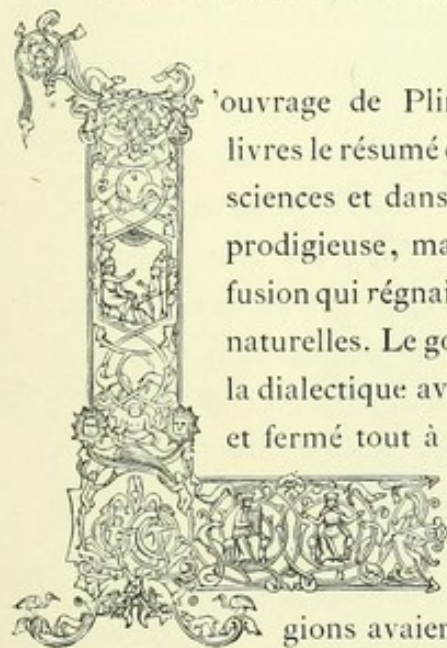 L'ouvrage de Pli
livres le résumé
sciences et dans
prodigieuse, ma
fusion qui régnai
naturelles. Le go
la dialectique av
et fermé tout à
gions avaien